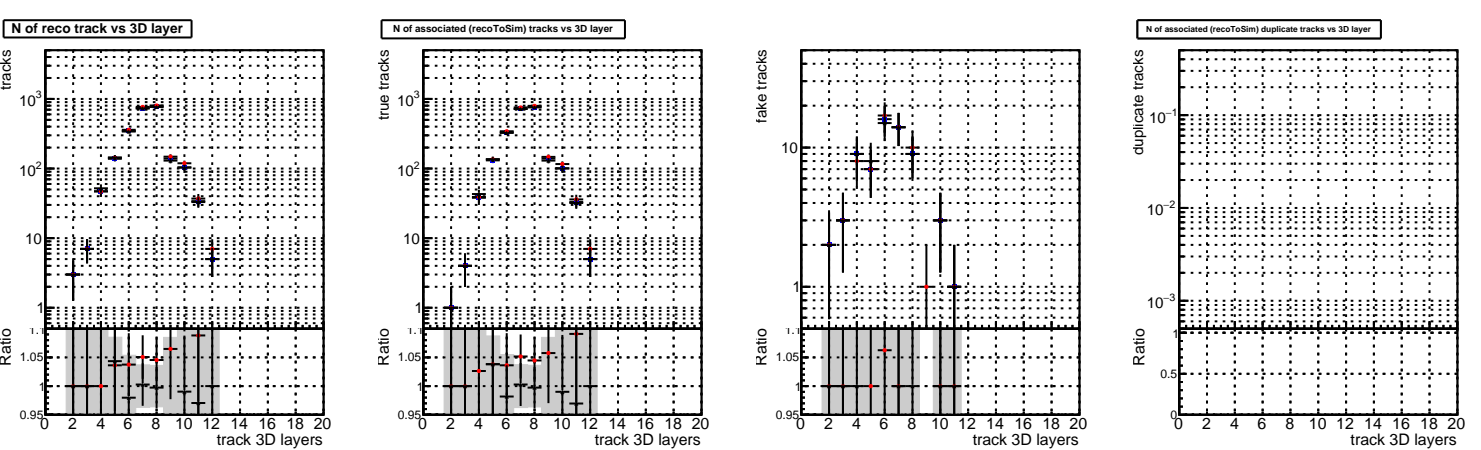 N of reco track vs 3D layer
tracks
10³
10²
10
1
Ratio
1.1
1.05
1
0.95
0 2 4 6 8 10 12 14 16 18 20
track 3D layers
N of associated (recoToSim) tracks vs 3D layer
true tracks
10³
10²
10
1
Ratio
1.1
1.05
1
0.95
0 2 4 6 8 10 12 14 16 18 20
track 3D layers
fake tracks
10
1
Ratio
1.1
1.05
1
0.95
0 2 4 6 8 10 12 14 16 18 20
track 3D layers
N of associated (recoToSim) duplicate tracks vs 3D layer
duplicate tracks
10⁻¹
10⁻²
10⁻³
Ratio
1
0.5
0
0 2 4 6 8 10 12 14 16 18 20
track 3D layers